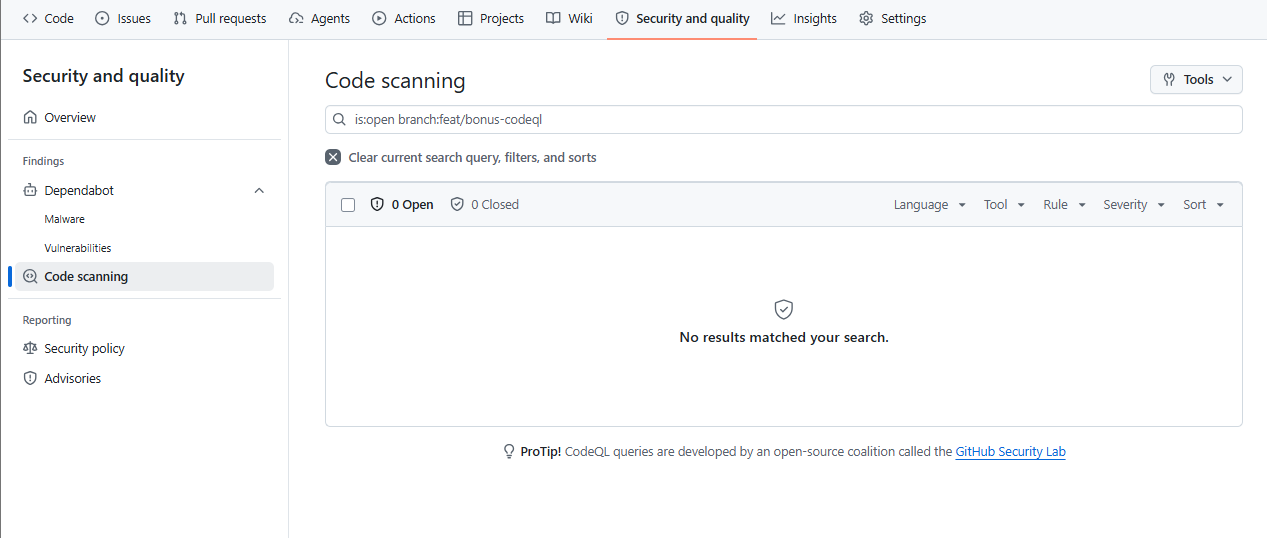 Code Issues Pull requests Agents Actions Projects Wiki Security and quality Insights Settings
Security and quality
Overview
Findings
Dependabot
Malware
Vulnerabilities
Code scanning
Reporting
Security policy
Advisories
Code scanning
Tools
is:open branch:feat/bonus-codeql
Clear current search query, filters, and sorts
0 Open 0 Closed Language Tool Rule Severity Sort
No results matched your search.
ProTip! CodeQL queries are developed by an open-source coalition called the GitHub Security Lab